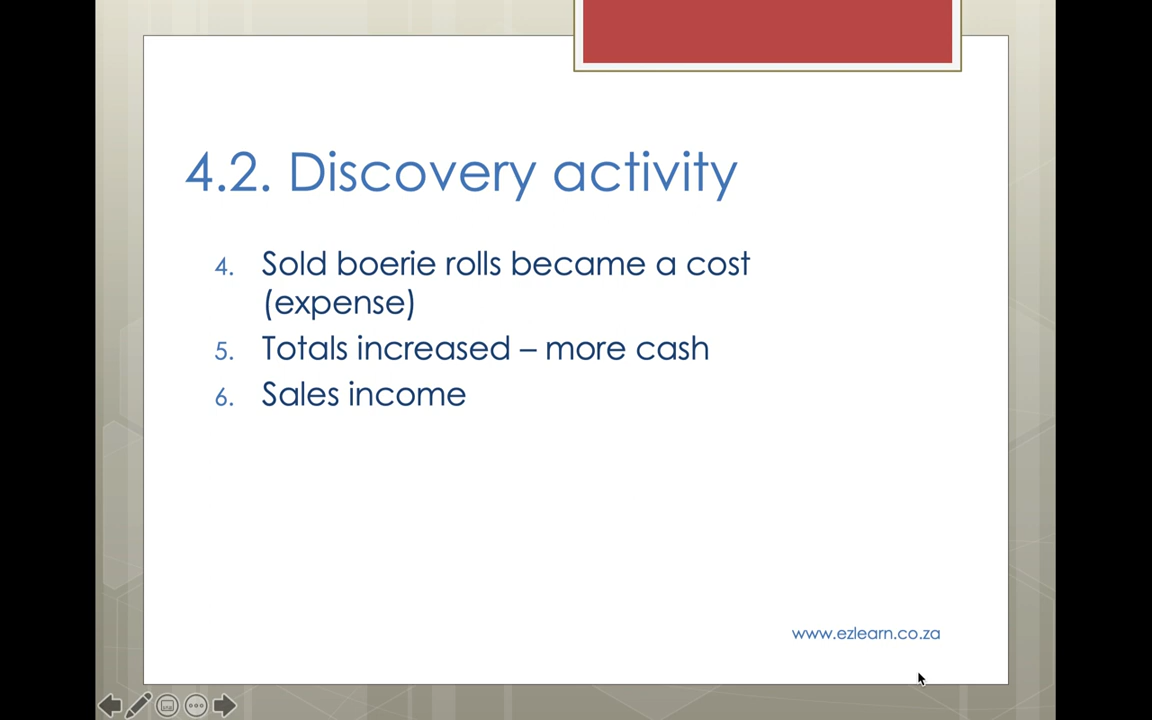 4.2. Discovery activity
4. Sold boerie rolls became a cost
(expense)
5. Totals increased – more cash
6. Sales income
www.ezlearn.co.za